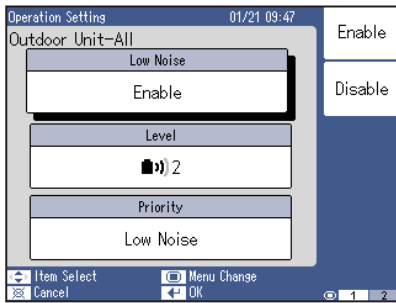 Operation Setting 01/21 09:47
Outdoor Unit-All
Low Noise
Enable
Level
2
Priority
Low Noise
Enable
Disable
Item Select Menu Change
Cancel OK
1 2